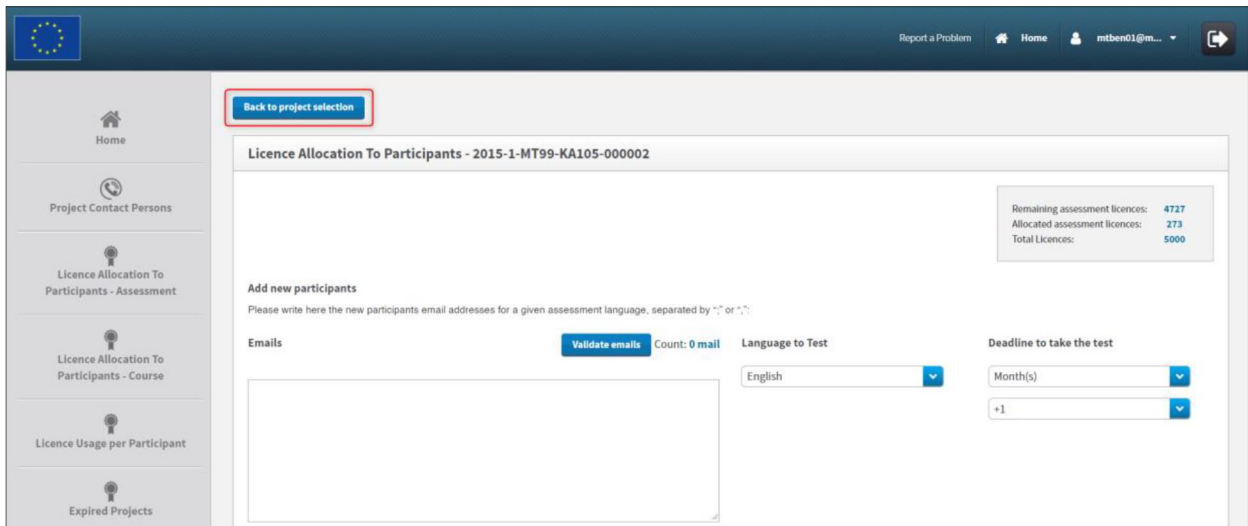 Report a Problem Home mtben01@m...
Home
Project Contact Persons
Licence Allocation To
Participants - Assessment
Licence Allocation To
Participants - Course
Licence Usage per Participant
Expired Projects
Back to project selection
Licence Allocation To Participants - 2015-1-MT99-KA105-000002
Remaining assessment licences: 4727
Allocated assessment licences: 273
Total Licences: 5000
Add new participants
Please write here the new participants email addresses for a given assessment language, separated by ";" or ",":
Emails Validate emails Count: 0 mail Language to Test Deadline to take the test
English Month(s)
+1